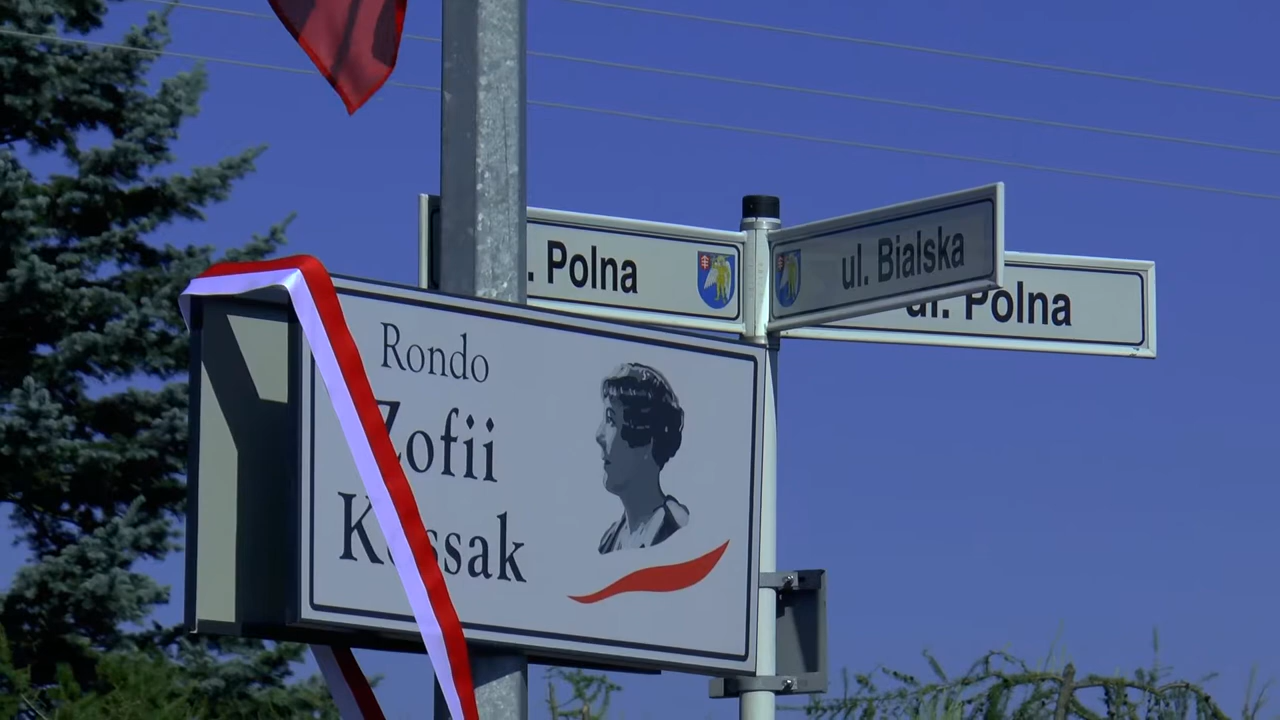 . Polna
ul. Bialska
ul. Polna
Rondo
Zofii
Kossak